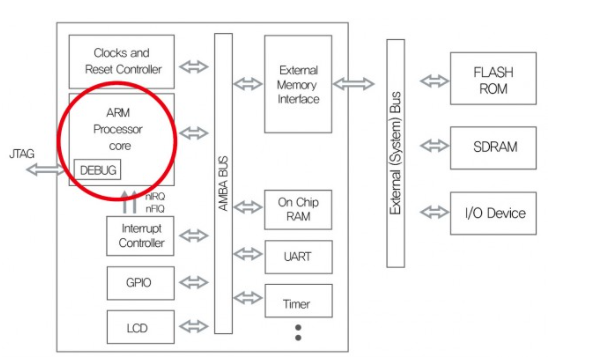 Clocks and
Reset Controller
ARM
Processor
core
DEBUG
JTAG
nIRQ
nFIQ
Interrupt
Controller
GPIO
LCD
AMBA BUS
External
Memory
Interface
On Chip
RAM
UART
Timer
External (System) Bus
FLASH
ROM
SDRAM
I/O Device